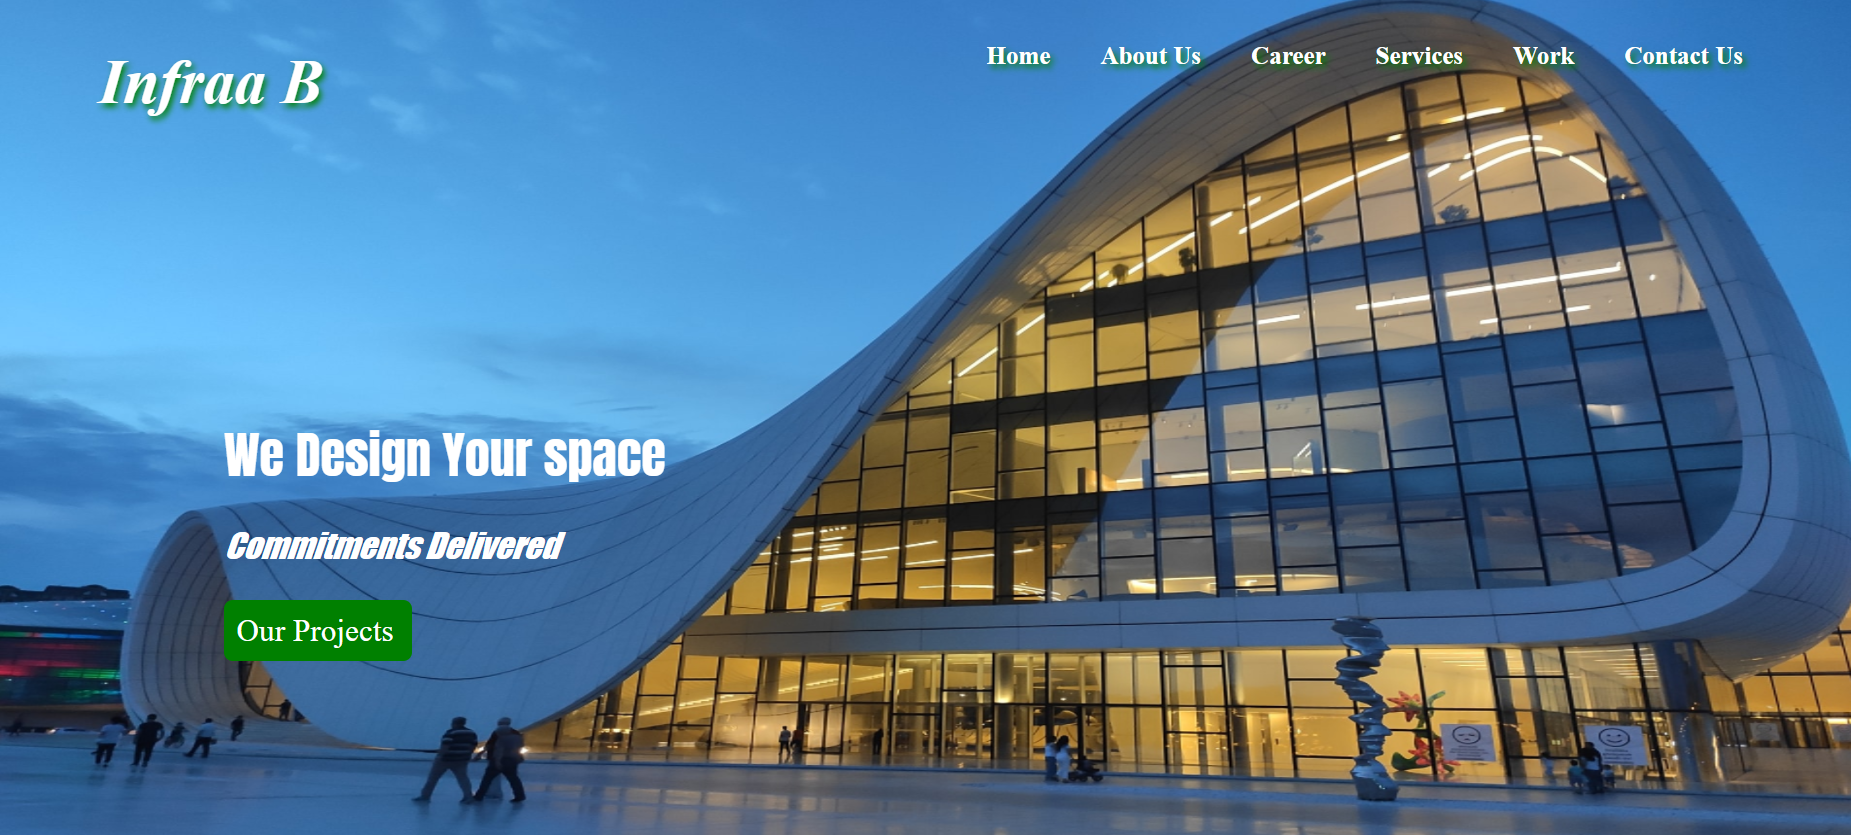 Infraa B
Home About Us Career Services Work Contact Us
We Design Your space
Commitments Delivered
Our Projects